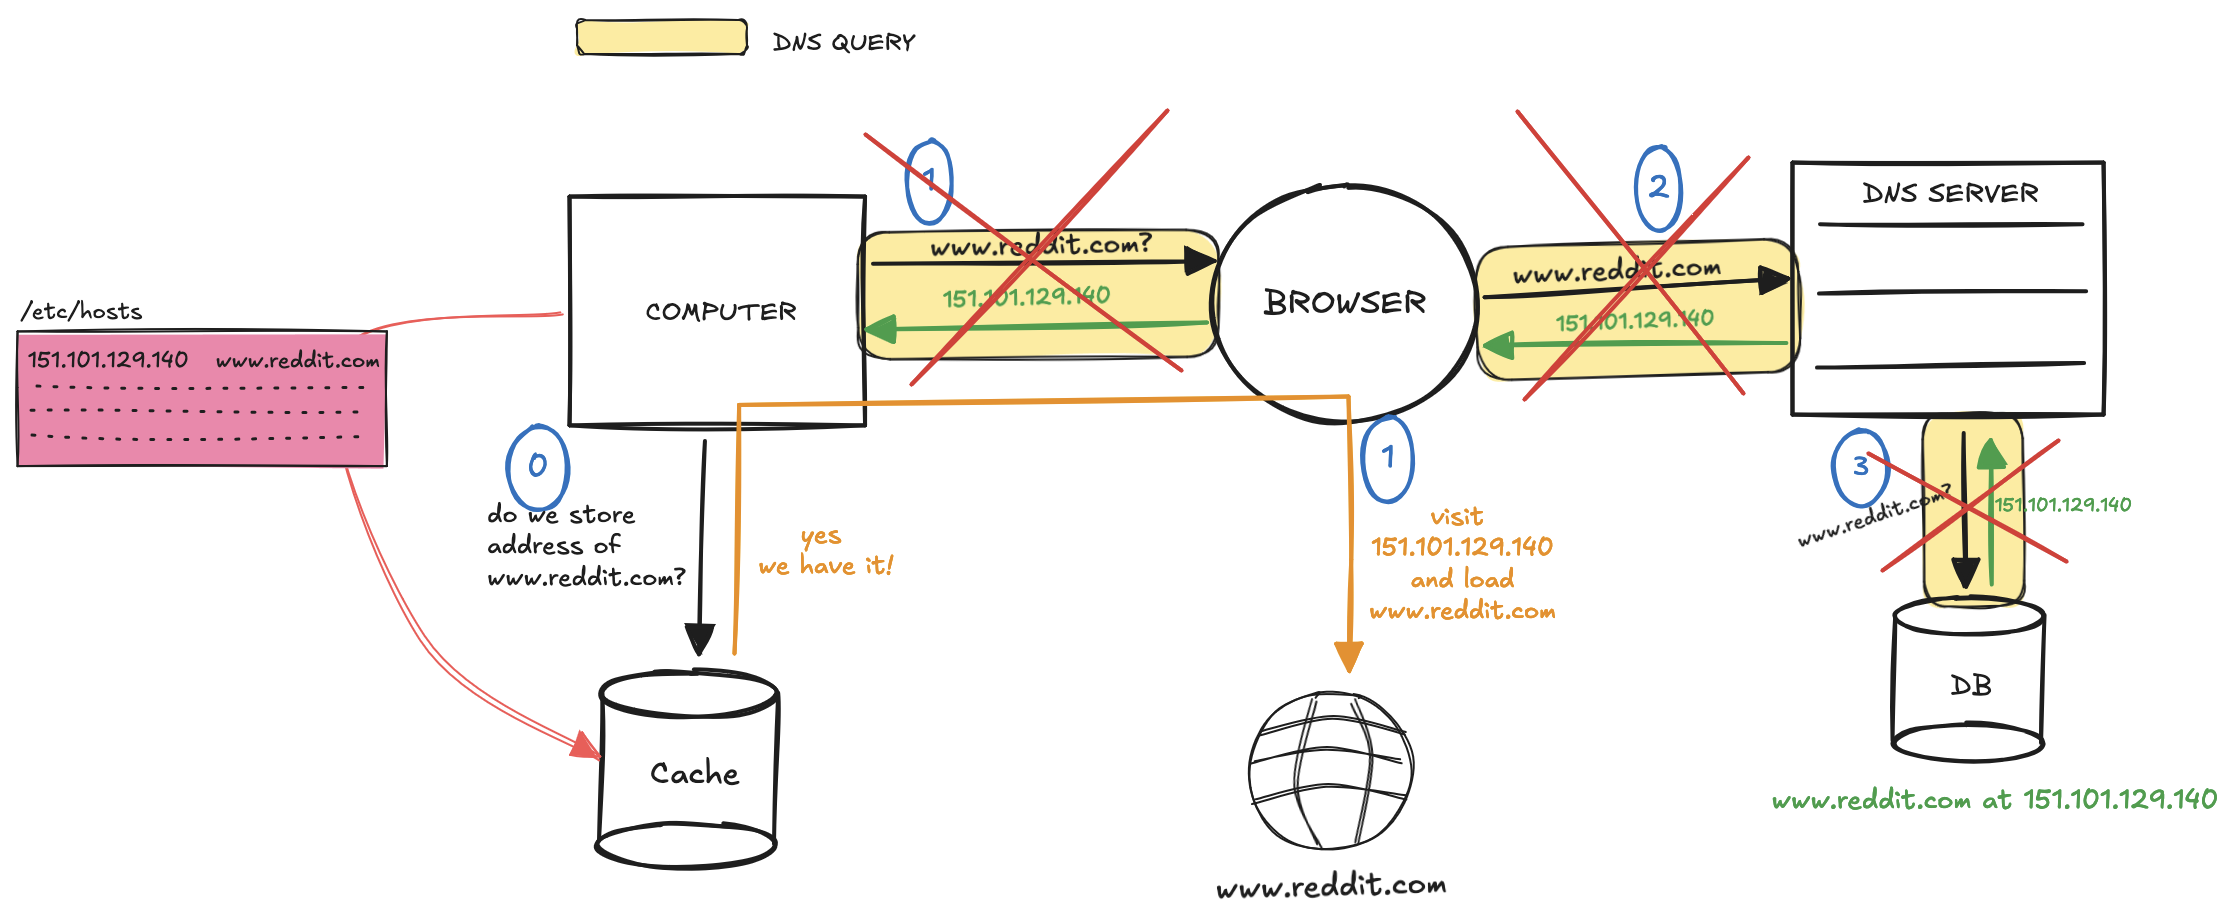 DNS QUERY
1
www.reddit.com?
151.101.129.140
2
www.reddit.com
151.101.129.140
DNS SERVER
COMPUTER
BROWSER
/etc/hosts
151.101.129.140 www.reddit.com
0
do we store
address of
www.reddit.com?
yes
we have it!
1
visit
151.101.129.140
and load
www.reddit.com
3
www.reddit.com?
151.101.129.140
DB
www.reddit.com at 151.101.129.140
Cache
www.reddit.com